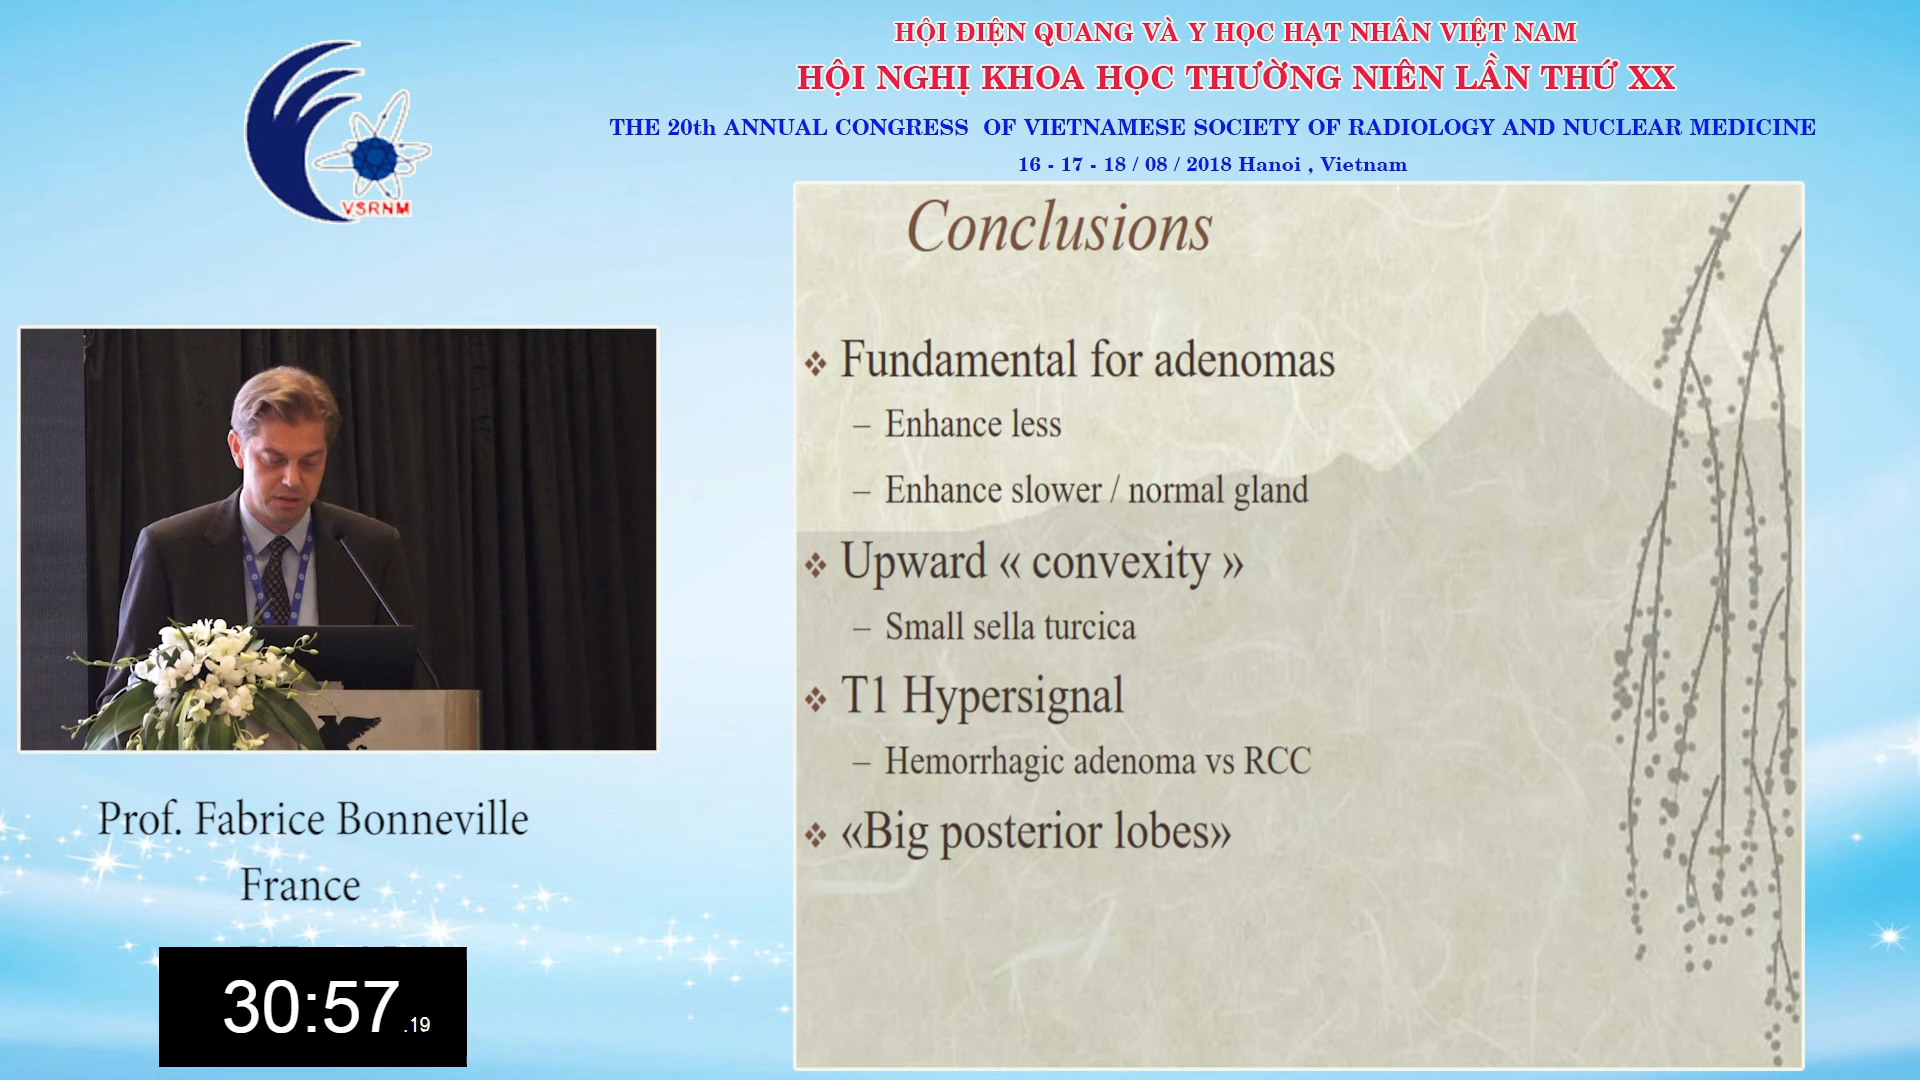 HỘI ĐIỆN QUANG VÀ Y HỌC HẠT NHÂN VIỆT NAM
HỘI NGHỊ KHOA HỌC THƯỜNG NIÊN LẦN THỨ XX
THE 20th ANNUAL CONGRESS OF VIETNAMESE SOCIETY OF RADIOLOGY AND NUCLEAR MEDICINE
16 - 17 - 18 / 08 / 2018 Hanoi , Vietnam
VSRNM
Conclusions
❖ Fundamental for adenomas
– Enhance less
– Enhance slower / normal gland
❖ Upward « convexity »
– Small sella turcica
❖ T1 Hypersignal
– Hemorrhagic adenoma vs RCC
❖ «Big posterior lobes»
Prof. Fabrice Bonneville
France
30:57.19